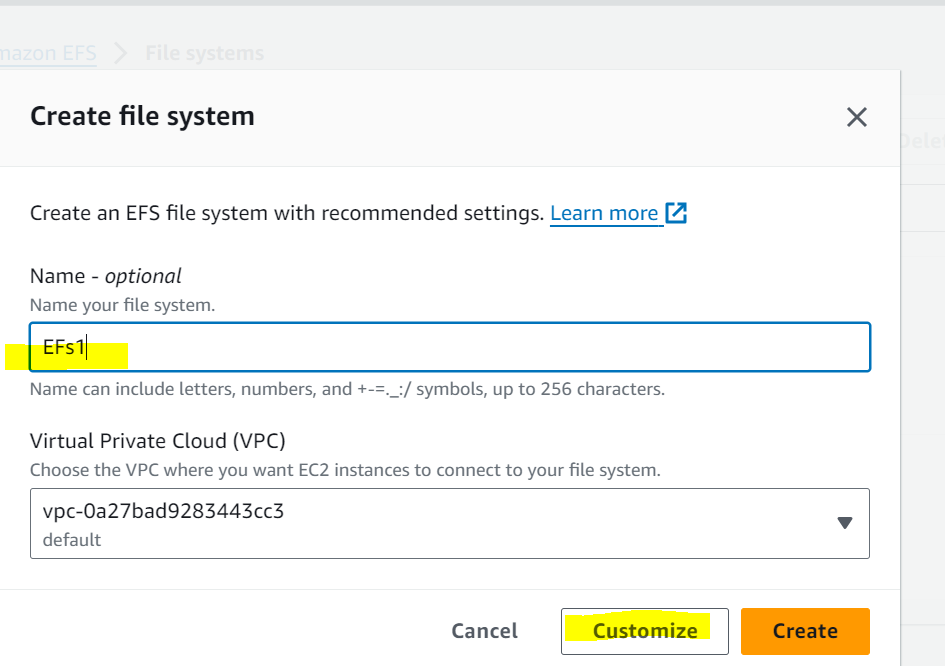 mazon EFS > File systems
Create file system
Delet
Create an EFS file system with recommended settings. Learn more
Name - optional
Name your file system.
EFs1
Name can include letters, numbers, and +-=._:/ symbols, up to 256 characters.
Virtual Private Cloud (VPC)
Choose the VPC where you want EC2 instances to connect to your file system.
vpc-0a27bad9283443cc3
default
Cancel Customize Create